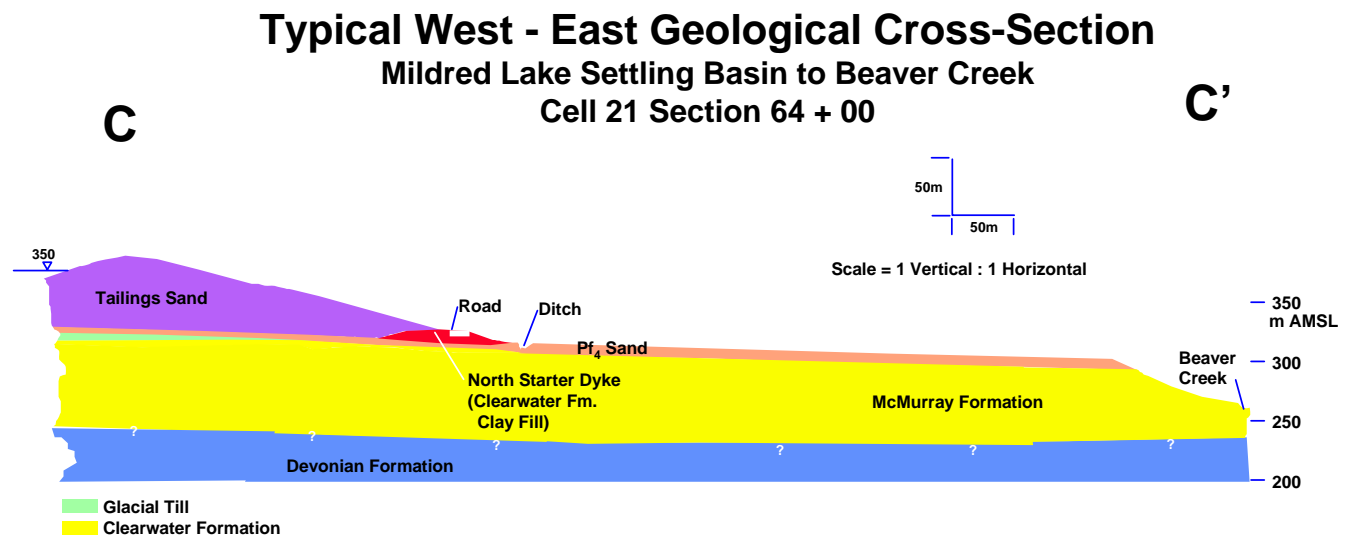 Typical West - East Geological Cross-Section
Mildred Lake Settling Basin to Beaver Creek
Cell 21 Section 64 + 00
C
C’
50m
50m
Scale = 1 Vertical : 1 Horizontal
350
Tailings Sand
Road
Ditch
Pf4 Sand
350
m AMSL
300
250
200
Beaver
Creek
North Starter Dyke
(Clearwater Fm.
Clay Fill)
McMurray Formation
? ? ? ? ? ?
Devonian Formation
Glacial Till
Clearwater Formation